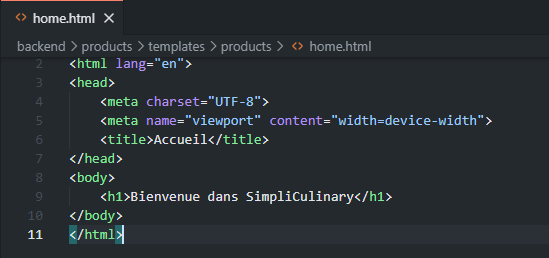 home.html
backend > products > templates > products > home.html
2 <html lang="en">
3 <head>
4 <meta charset="UTF-8">
5 <meta name="viewport" content="width=device-width">
6 <title>Accueil</title>
7 </head>
8 <body>
9 <h1>Bienvenue dans SimpliCulinary</h1>
10 </body>
11 </html>